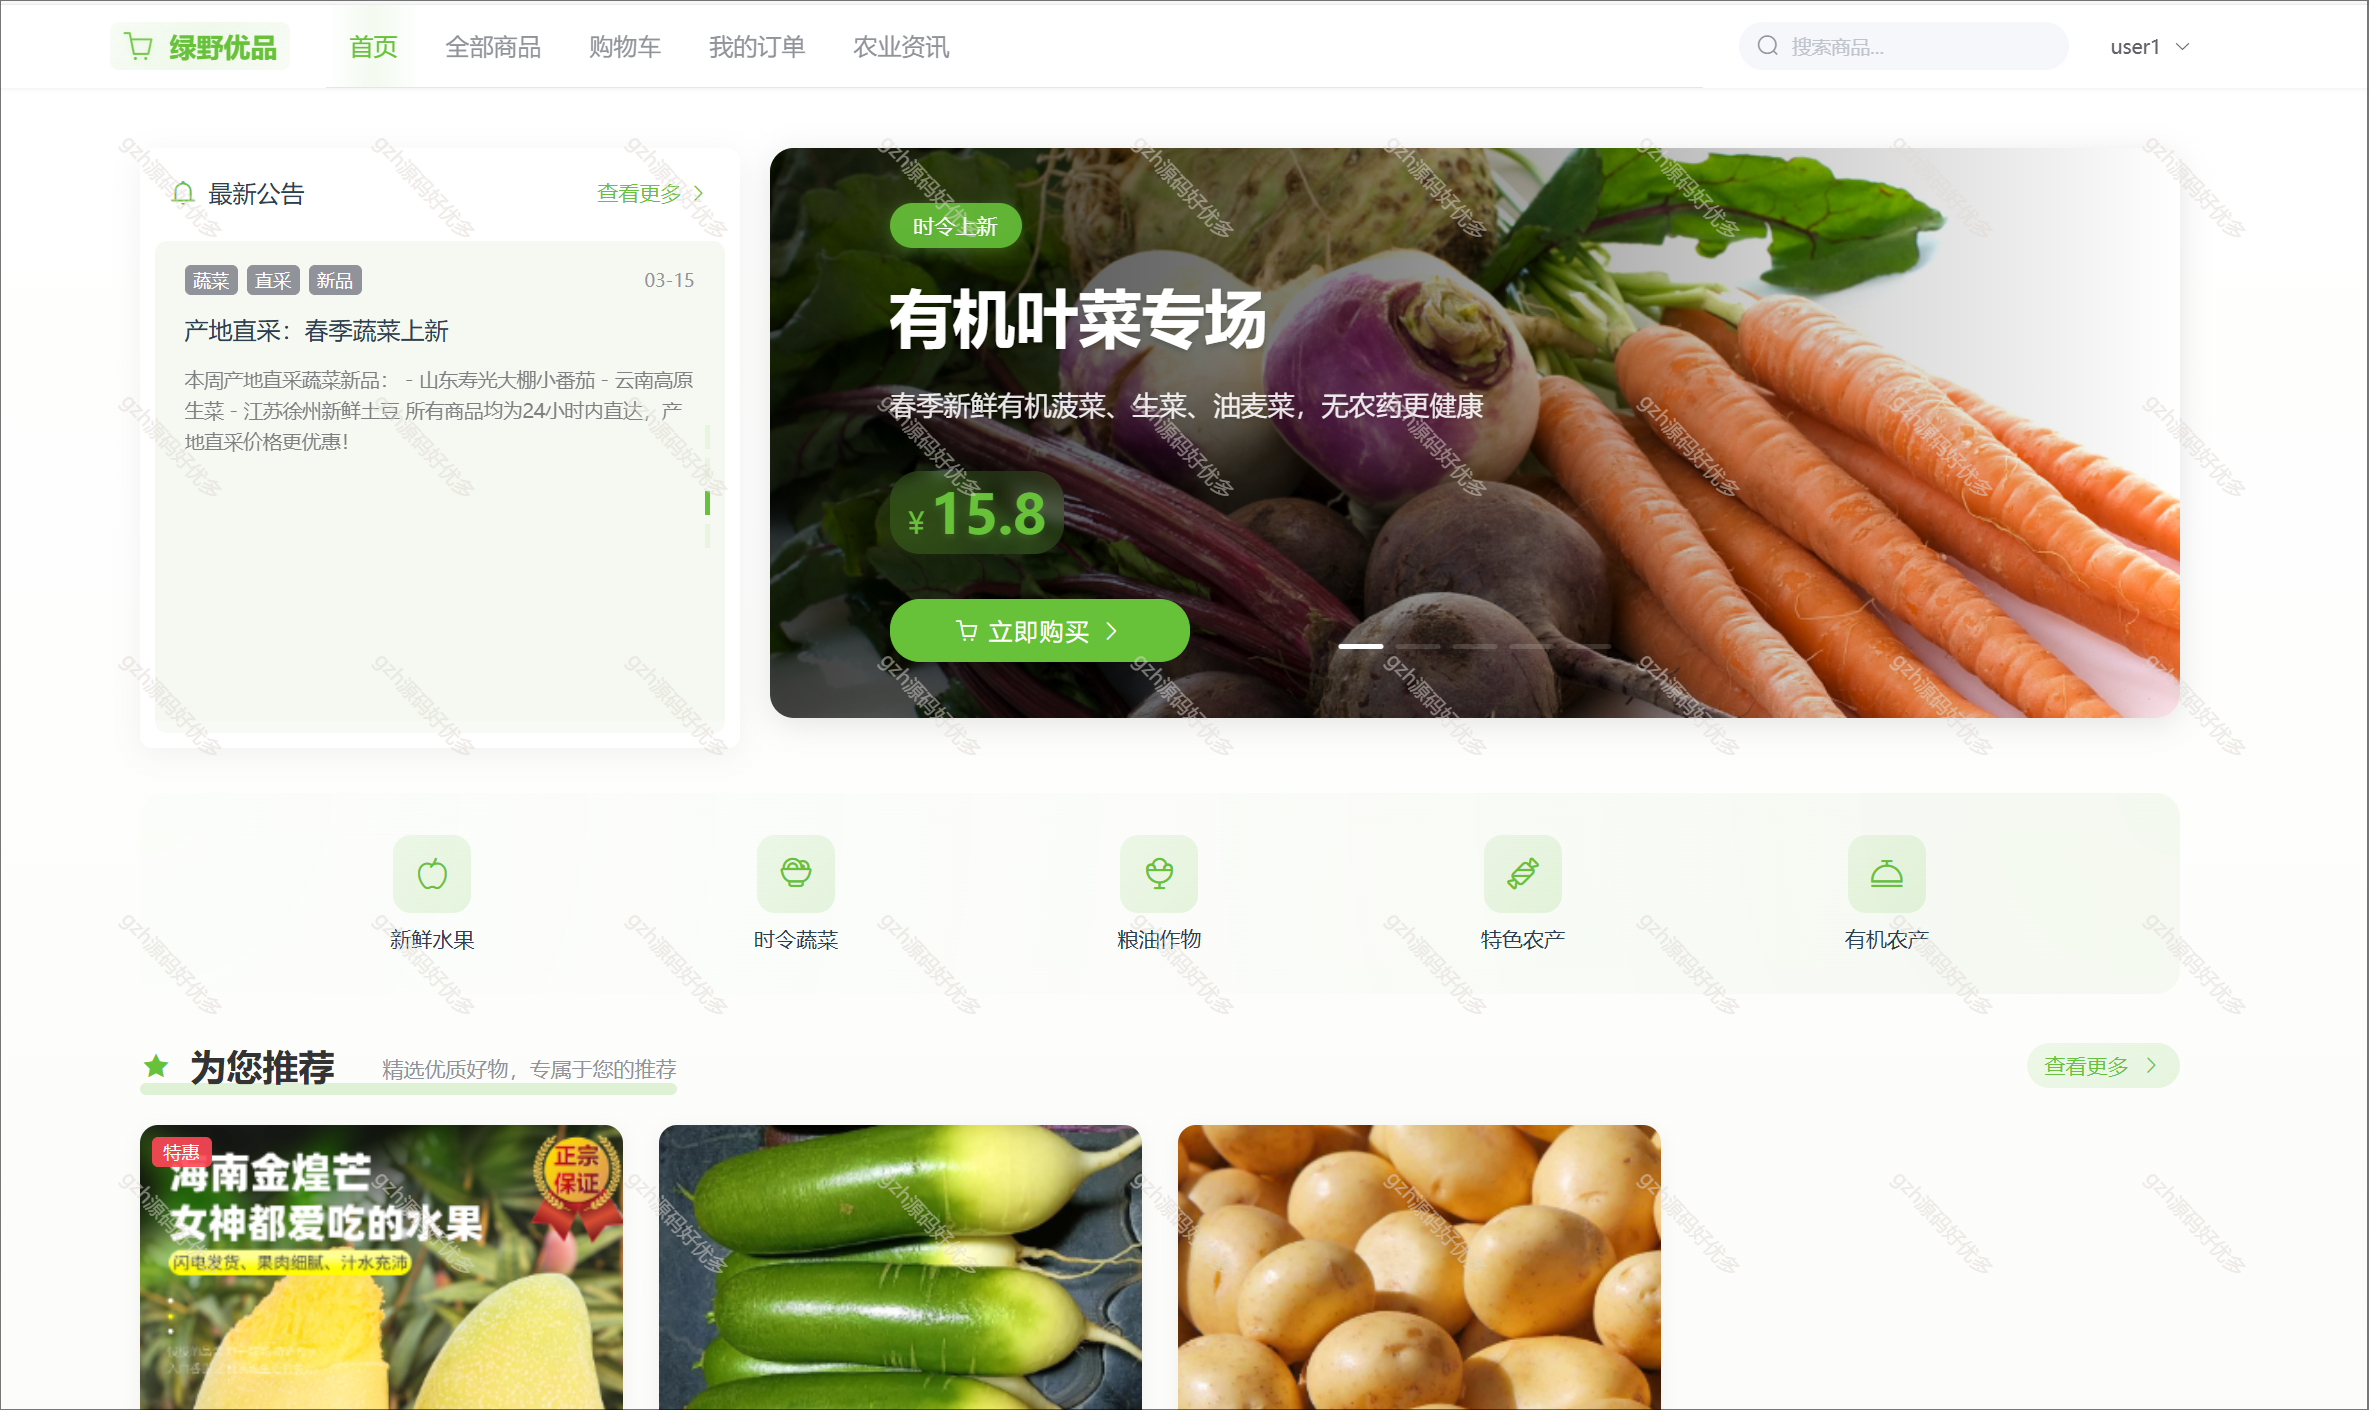 绿野优品
首页 全部商品 购物车 我的订单 农业资讯
搜索商品...
user1
最新公告
查看更多
蔬菜 直采 新品
03-15
产地直采：春季蔬菜上新
本周产地直采蔬菜新品： - 山东寿光大棚小番茄 - 云南高原
生菜 - 江苏徐州新鲜土豆 所有商品均为24小时内直达，产
地直采价格更优惠！
时令上新
有机叶菜专场
春季新鲜有机菠菜、生菜、油麦菜，无农药更健康
¥15.8
立即购买
新鲜水果
时令蔬菜
粮油作物
特色农产
有机农产
为您推荐
精选优质好物，专属于您的推荐
查看更多
特惠
海南金煌芒
女神都爱吃的水果
闪电发货、果肉细腻、汁水充沛
正宗
保证
gzh源码好优多